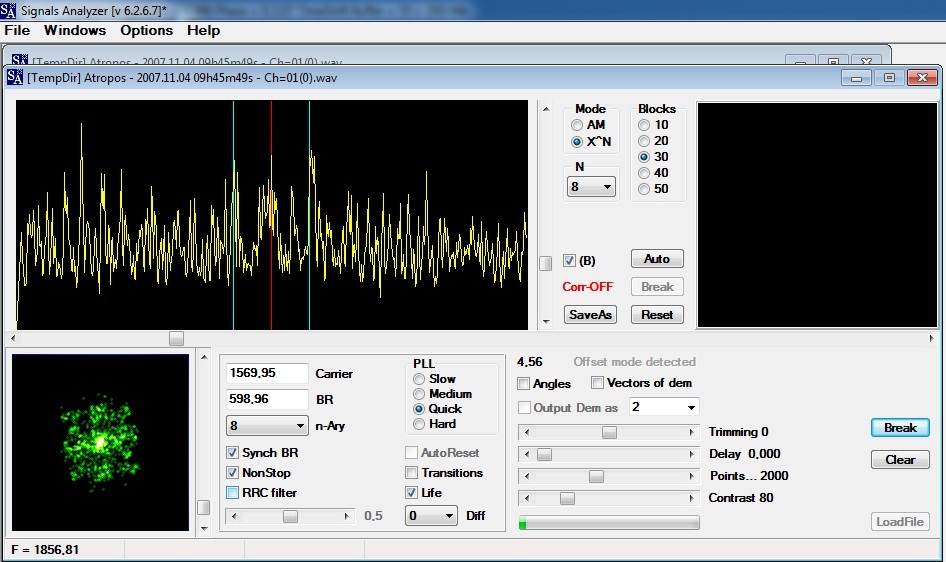 Signals Analyzer [v 6.2.6.7]*
File Windows Options Help
[TempDir] Atropos - 2007.11.04 09h45m49s - Ch=01(0).wav
[TempDir] Atropos - 2007.11.04 09h45m49s - Ch=01(0).wav
Mode
AM
X^N
N
8
Blocks
10
20
30
40
50
(B)
Auto
Corr-OFF
Break
SaveAs
Reset
1569,95 Carrier
598,96 BR
8 n-Ary
Synch BR
NonStop
RRC filter
0,5
PLL
Slow
Medium
Quick
Hard
AutoReset
Transitions
Life
0 Diff
4,56 Offset mode detected
Angles Vectors of dem
Output Dem as 2
Trimming 0
Delay 0,000
Points... 2000
Contrast 80
Break
Clear
LoadFile
F = 1856,81